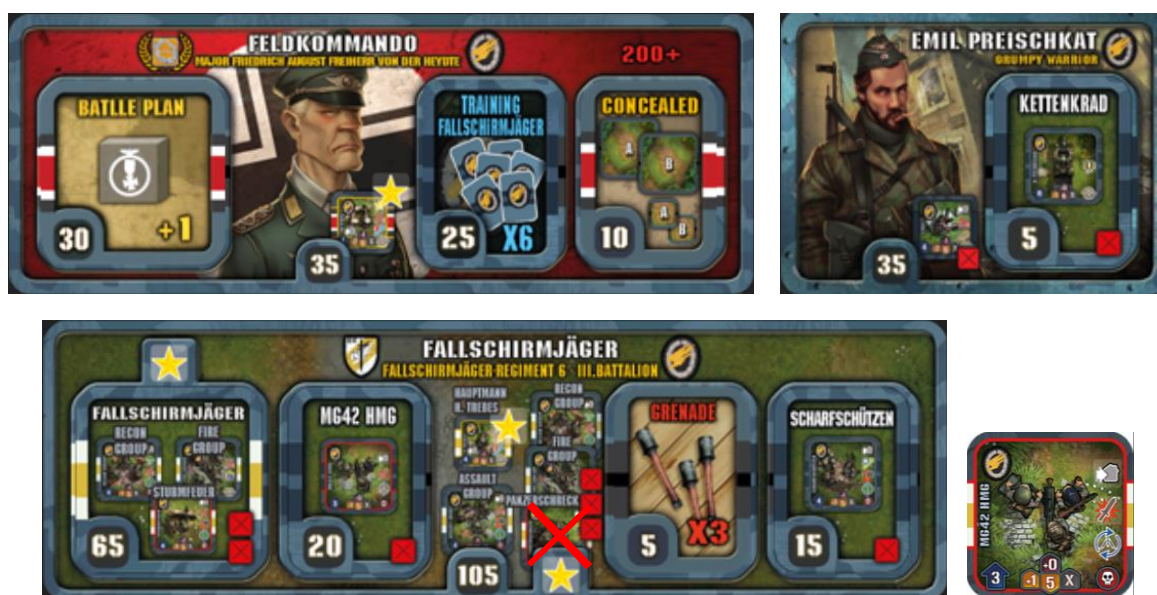 FELDKOMMANDO
MAJOR FRIEDRICH AUGUST FREIHERR VON DER HEYDTE
200+
BATLLE PLAN
+1
30
35
TRAINING
FALLSCHIRMJÄGER
25
X6
CONCEALED
A
B
A
B
10
EMIL PREISCHKAT
GRUMPY WARRIOR
35
KETTENKRAD
5
FALLSCHIRMJÄGER
FALLSCHIRMJÄGER-REGIMENT 6 - III.BATTALION
FALLSCHIRMJÄGER
RECON
GROUP
FIRE
GROUP
STURMFEUER
65
MG42 HMG
20
HAUPTMANN
H. TREBES
RECON
GROUP
FIRE
GROUP
ASSAULT
GROUP
PANZERSCHRECK
105
GRENADE
X3
5
SCHARFSCHÜTZEN
15
MG42 HMG
3
+0
-1
5
X